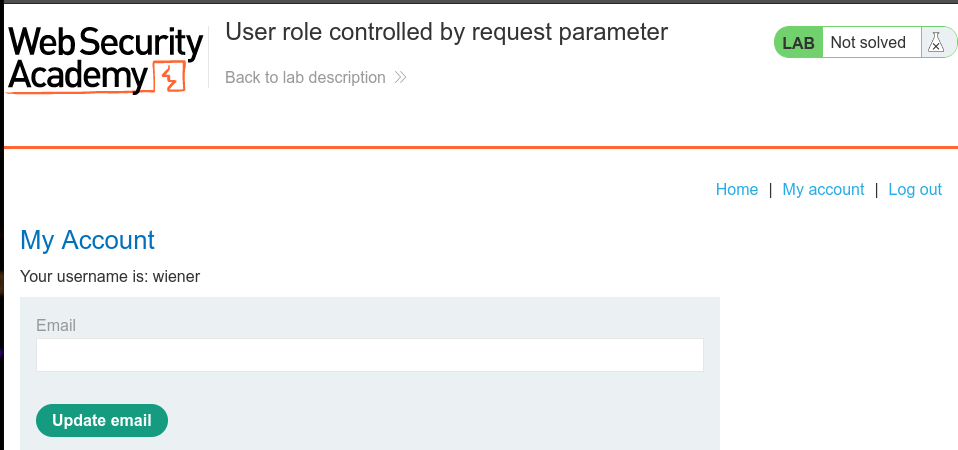 Web Security
Academy
User role controlled by request parameter
Back to lab description
LAB Not solved
Home | My account | Log out
My Account
Your username is: wiener
Email
Update email